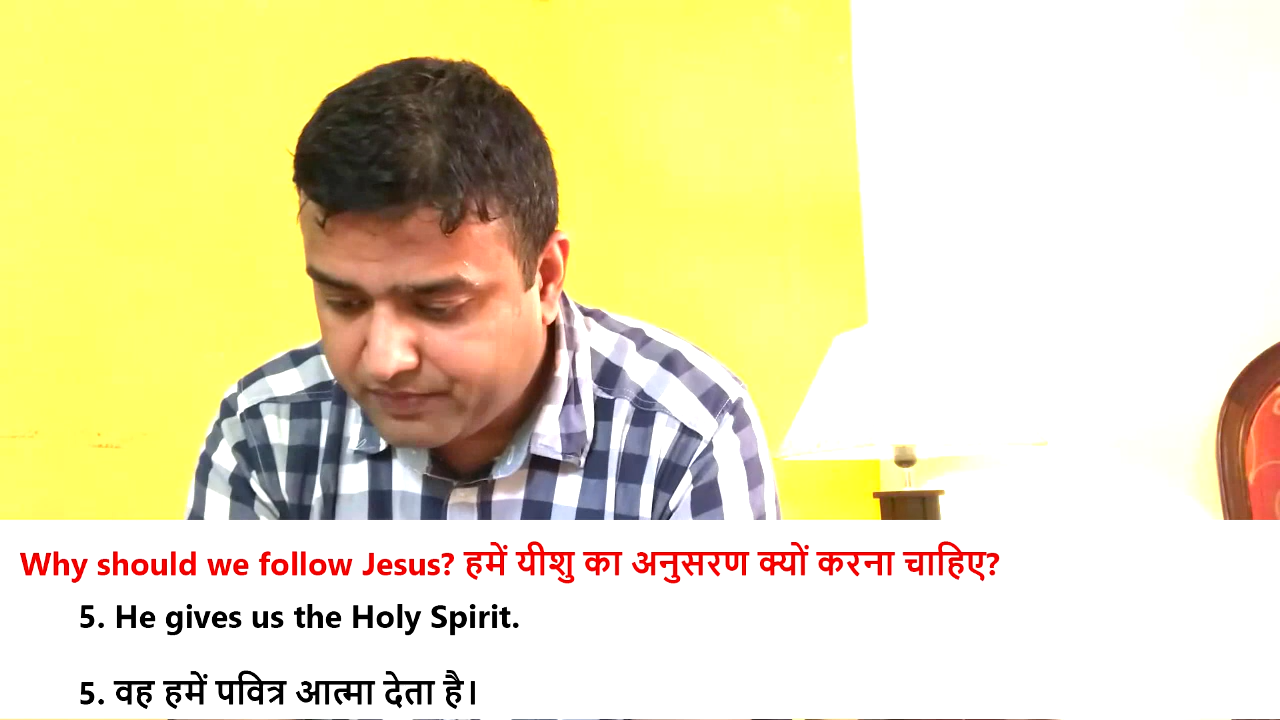 Why should we follow Jesus? हमें यीशु का अनुसरण क्यों करना चाहिए?
5. He gives us the Holy Spirit.
5. वह हमें पवित्र आत्मा देता है।